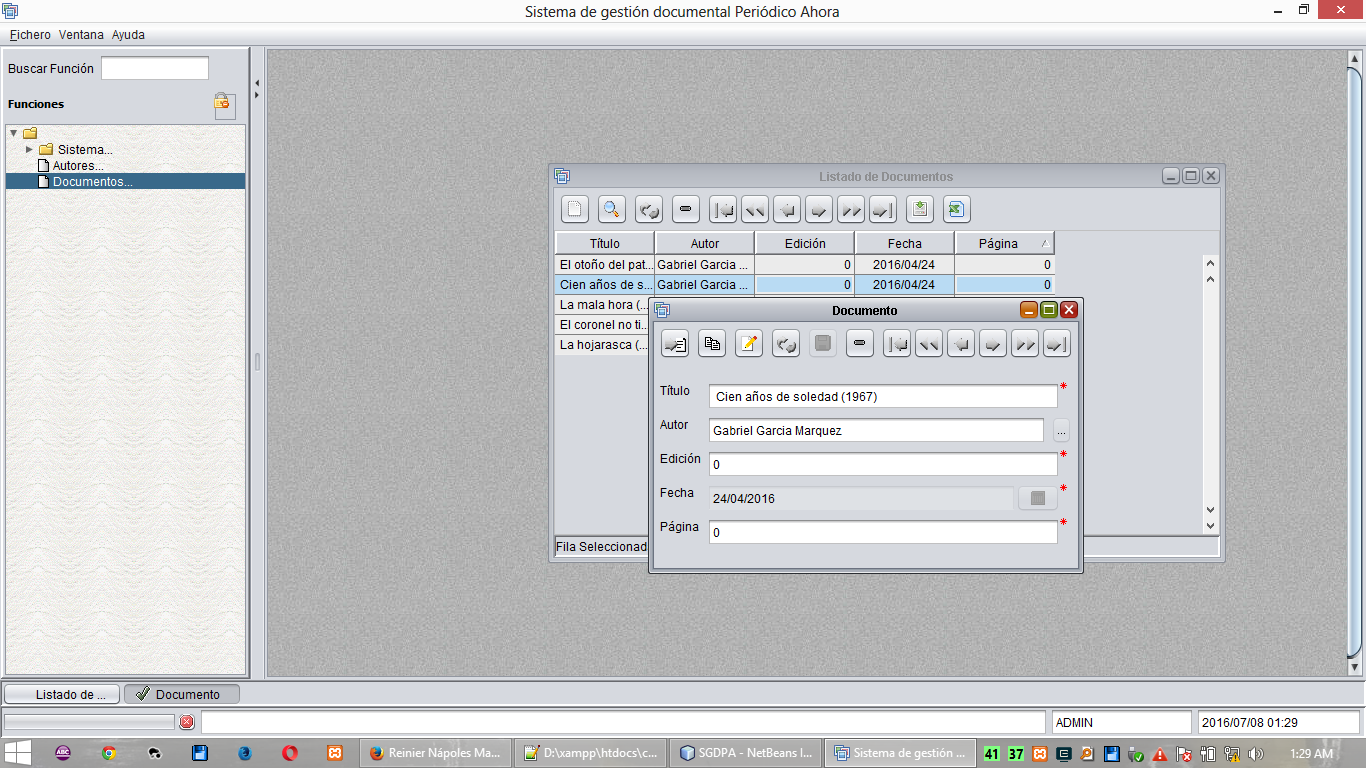 Sistema de gestión documental Periódico Ahora
Fichero Ventana Ayuda
Buscar Función
Funciones
Sistema...
Autores...
Documentos...
Listado de Documentos
Título Autor Edición Fecha Página
El otoño del pat... Gabriel Garcia ... 0 2016/04/24 0
Cien años de s... Gabriel Garcia ... 0 2016/04/24 0
La mala hora (...
El coronel no ti...
La hojarasca (...
Fila Seleccionad
Documento
Título Cien años de soledad (1967) *
Autor Gabriel Garcia Marquez ...
Edición 0 *
Fecha 24/04/2016 *
Página 0 *
Listado de ... Documento
ADMIN 2016/07/08 01:29
ABC Reinier Nápoles Ma... D:\xampp\htdocs\c... SGDPA - NetBeans I... Sistema de gestión ... 41 37 1:29 AM